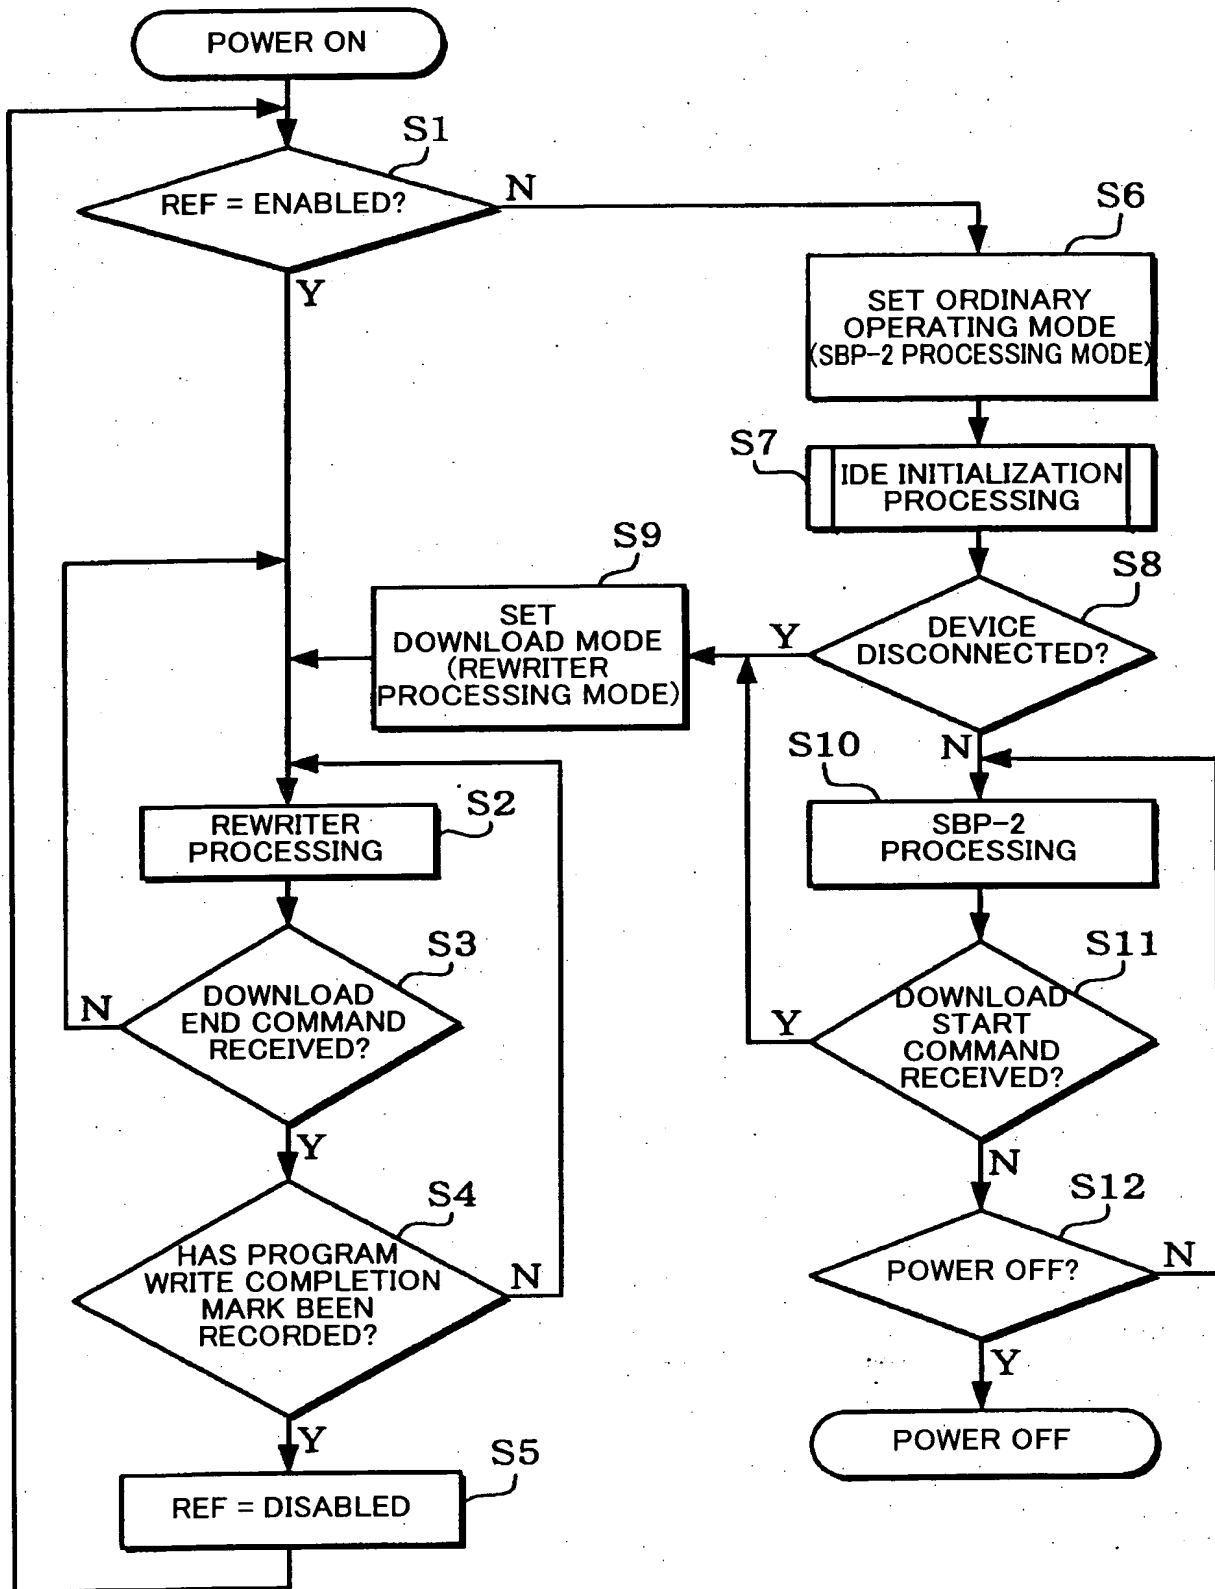 POWER ON
S1
REF = ENABLED?
N
Y
S6
SET ORDINARY
OPERATING MODE
(SBP-2 PROCESSING MODE)
S7
IDE INITIALIZATION
PROCESSING
S8
DEVICE
DISCONNECTED?
Y
N
S9
SET
DOWNLOAD MODE
(REWRITER
PROCESSING MODE)
S10
SBP-2
PROCESSING
S2
REWRITER
PROCESSING
S3
DOWNLOAD
END COMMAND
RECEIVED?
N
Y
S11
DOWNLOAD
START
COMMAND
RECEIVED?
Y
N
S4
HAS PROGRAM
WRITE COMPLETION
MARK BEEN
RECORDED?
N
Y
S12
POWER OFF?
N
Y
POWER OFF
S5
REF = DISABLED